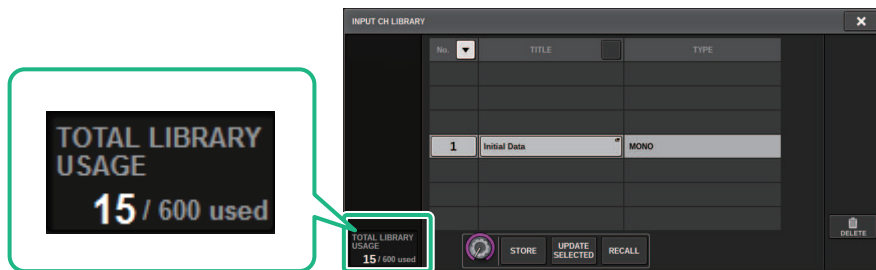 INPUT CH LIBRARY
No.
TITLE
TYPE
1
Initial Data
MONO
TOTAL LIBRARY
USAGE
15 / 600 used
TOTAL LIBRARY
USAGE
15 / 600 used
STORE
UPDATE
SELECTED
RECALL
DELETE